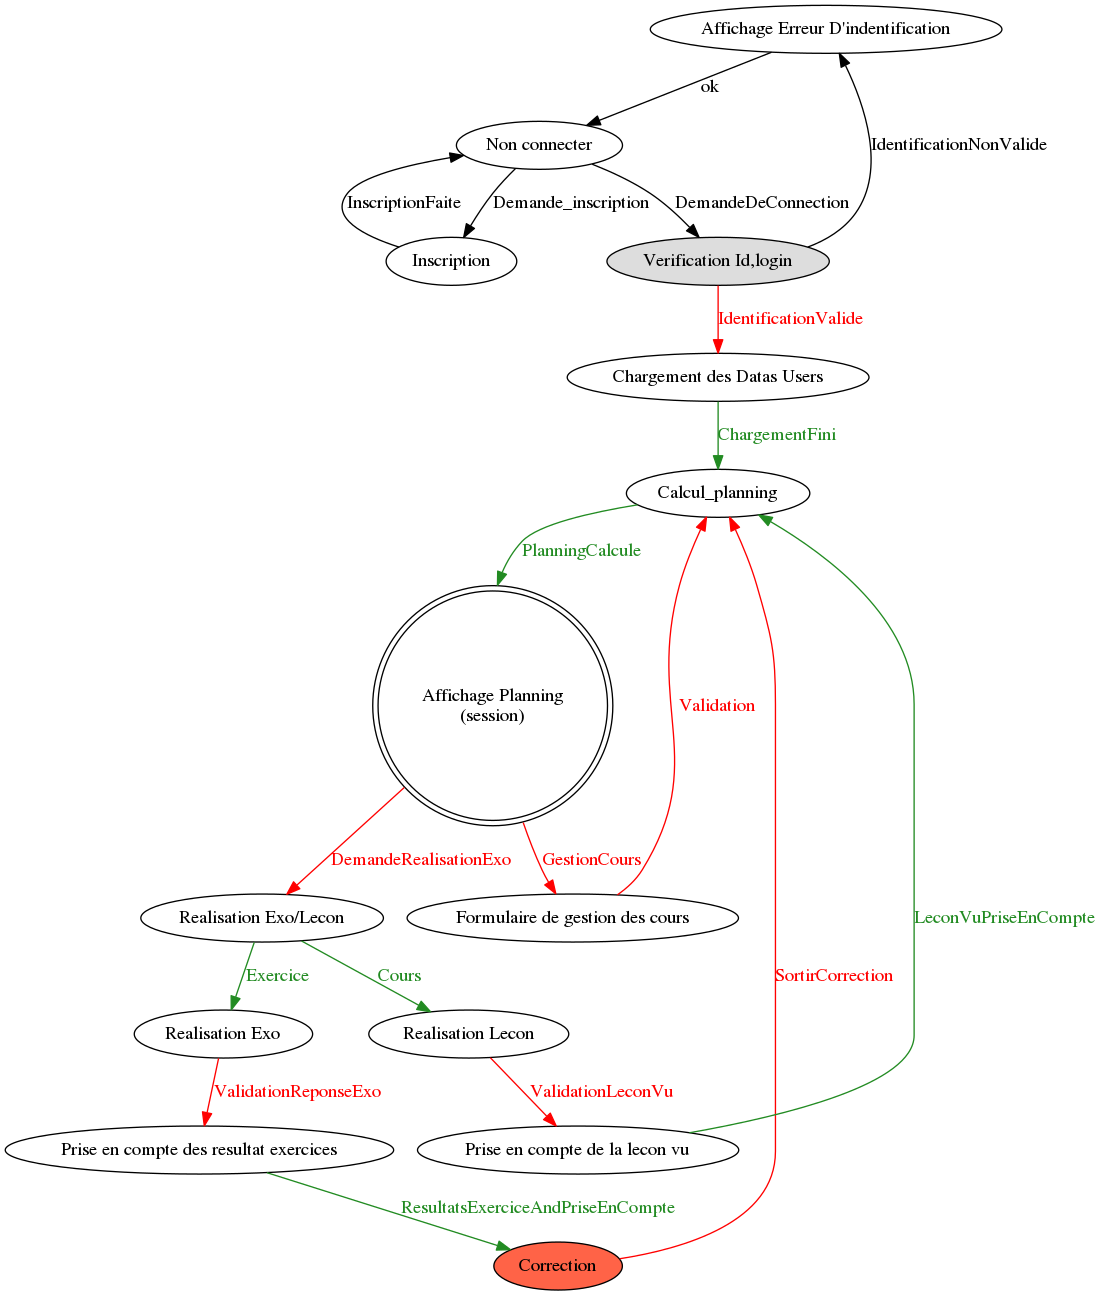 Affichage Erreur D'indentification
ok
Non connecter
IdentificationNonValide
InscriptionFaite
Demande_inscription
DemandeDeConnection
Inscription
Verification Id,login
IdentificationValide
Chargement des Datas Users
ChargementFini
Calcul_planning
PlanningCalcule
Affichage Planning
(session)
Validation
DemandeRealisationExo
GestionCours
Realisation Exo/Lecon
Formulaire de gestion des cours
LeconVuPriseEnCompte
Exercice
Cours
SortirCorrection
Realisation Exo
Realisation Lecon
ValidationReponseExo
ValidationLeconVu
Prise en compte des resultat exercices
Prise en compte de la lecon vu
ResultatsExerciceAndPriseEnCompte
Correction